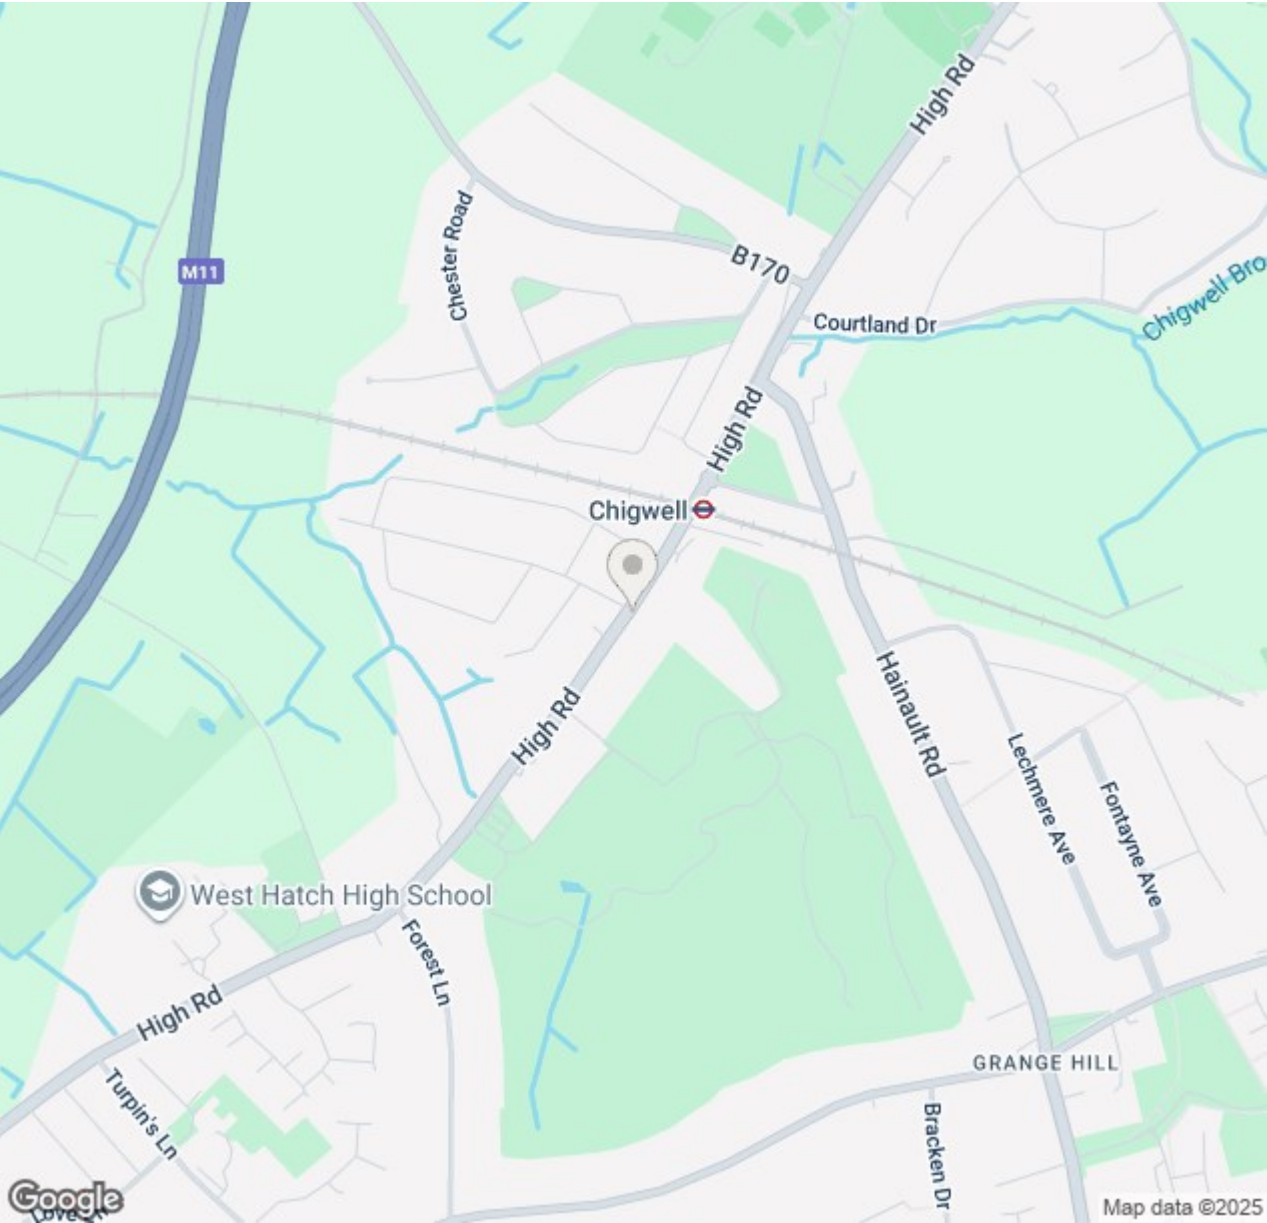 High Rd
Chester Road
B170
M11
Courtland Dr
Chigwell Bro
High Rd
Chigwell
High Rd
Hainault Rd
Lechmere Ave
Fontayne Ave
West Hatch High School
Forest Ln
High Rd
GRANGE HILL
Turpin's Ln
Bracken Dr
Google
Love Ln
Map data ©2025